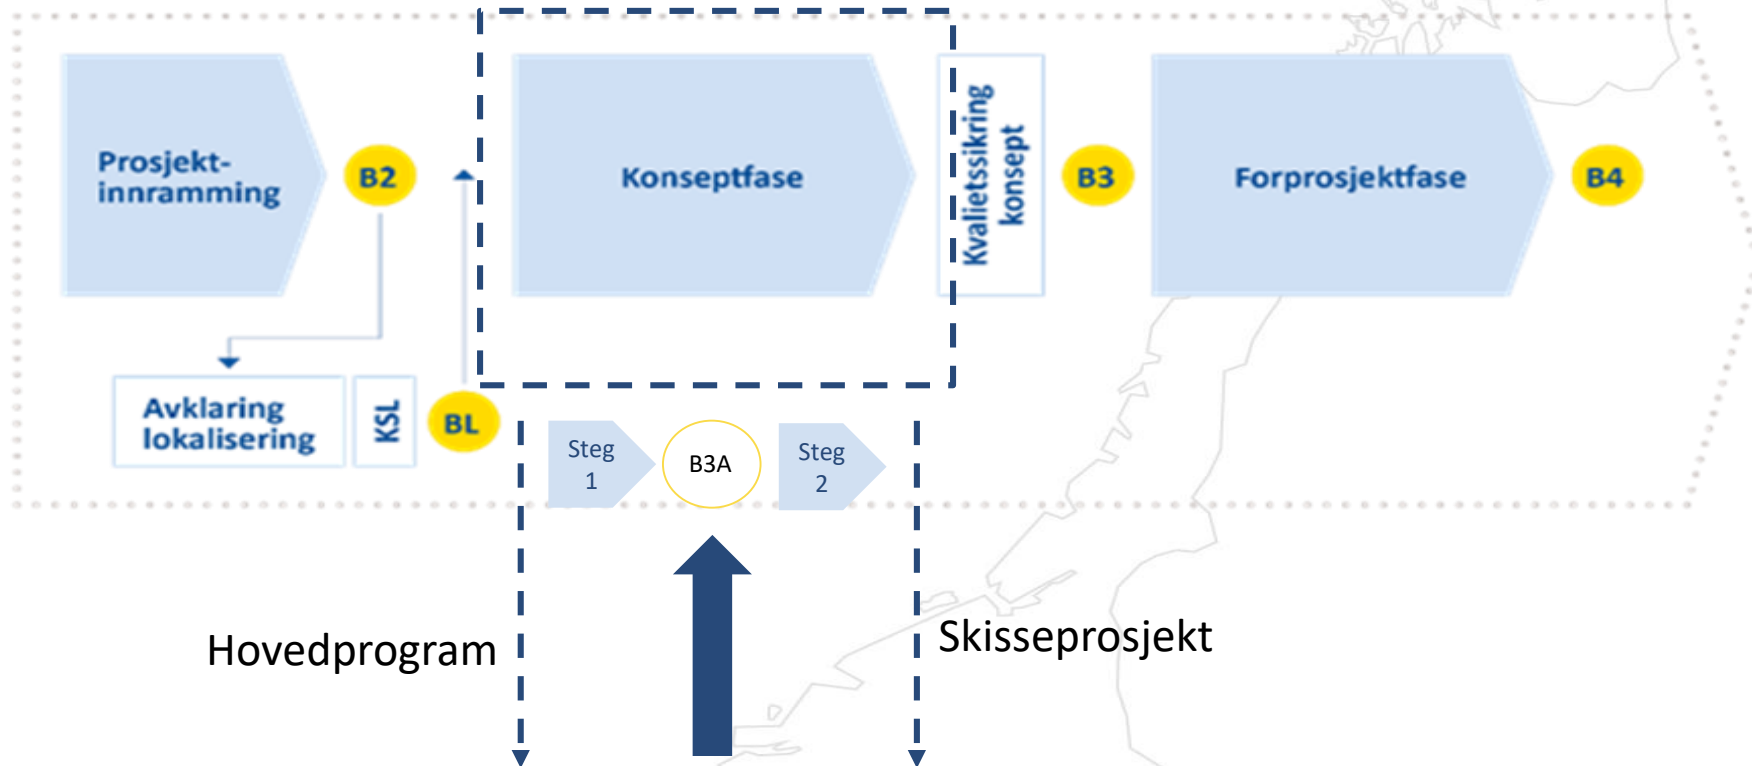 Prosjekt-
innramming
B2
Konseptfase
Kvalietssikring
konsept
B3
Forprosjektfase
B4
Avklaring
lokalisering
KSL
BL
Steg
1
B3A
Steg
2
Hovedprogram
Skisseprosjekt